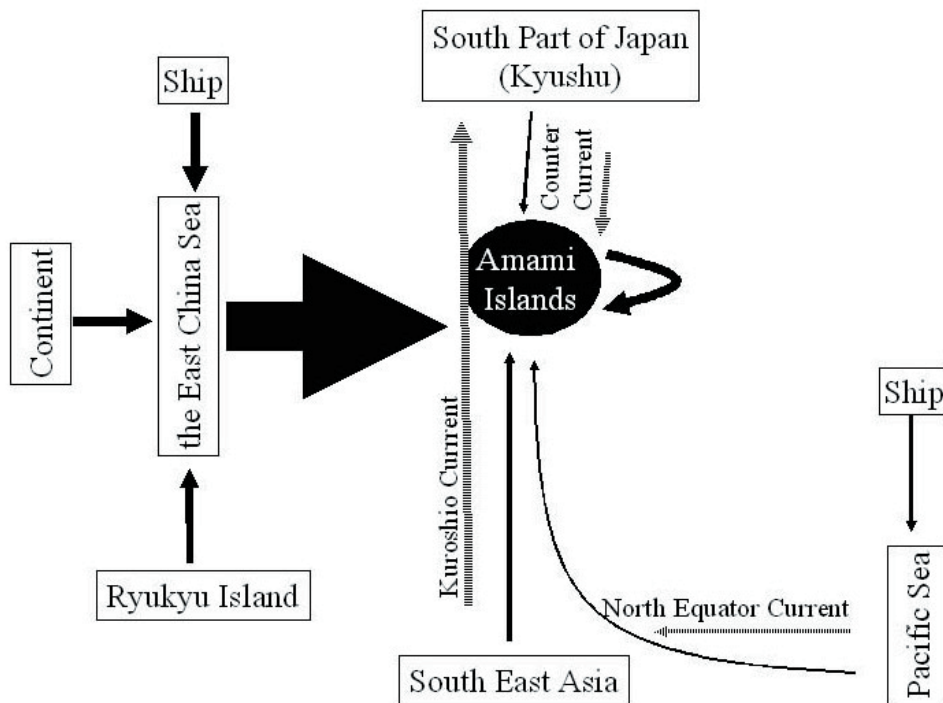 South Part of Japan
(Kyushu)
Ship
Counter
Current
the East China Sea
Continent
Amami
Islands
Kuroshio Current
Ship
Ryukyu Island
North Equator Current
Pacific Sea
South East Asia